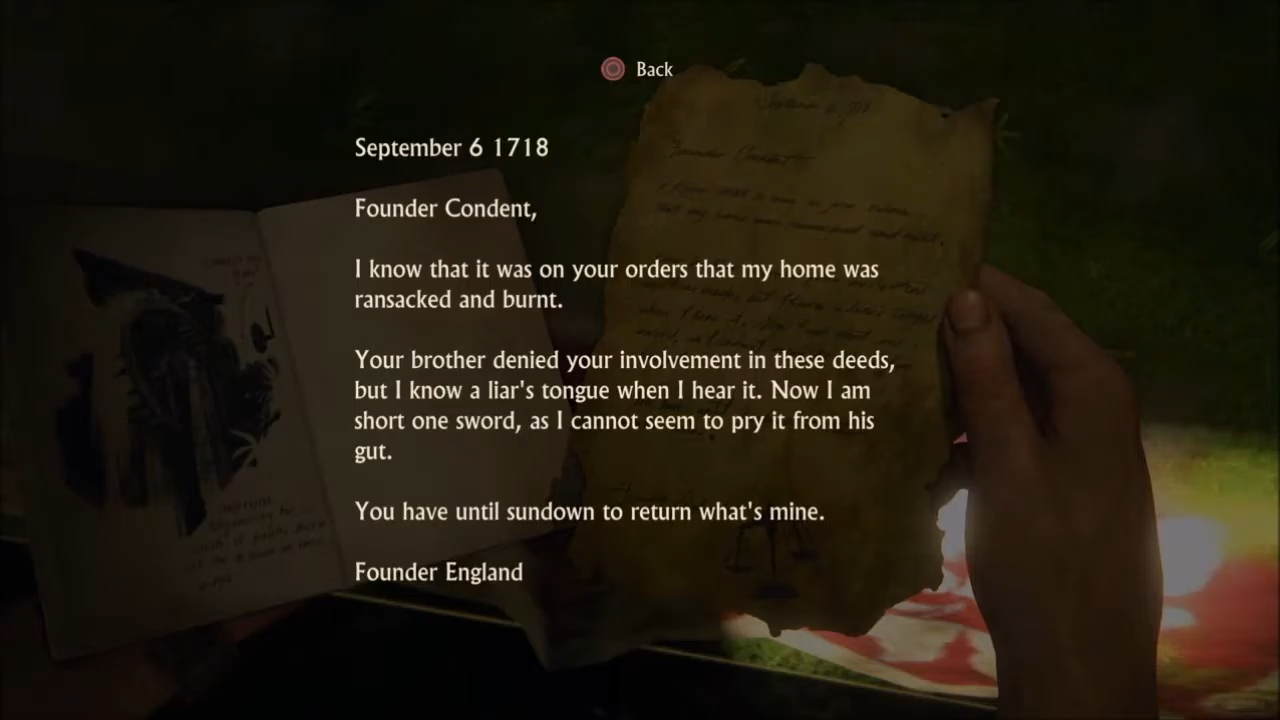 Back
September 6 1718
Founder Condent,
I know that it was on your orders that my home was
ransacked and burnt.
Your brother denied your involvement in these deeds,
but I know a liar's tongue when I hear it. Now I am
short one sword, as I cannot seem to pry it from his
gut.
You have until sundown to return what's mine.
Founder England